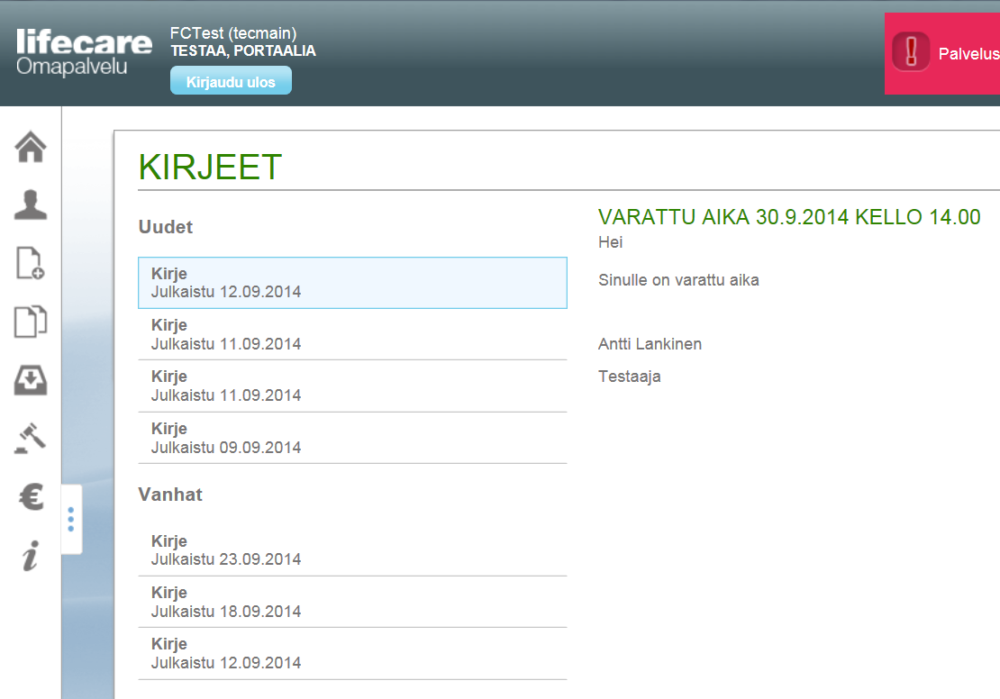 lifecare
Omapalvelu
FCTest (tecmain)
TESTAA, PORTAALIA
Kirjaudu ulos
Palvelus
KIRJEET
Uudet
Kirje
Julkaistu 12.09.2014
Kirje
Julkaistu 11.09.2014
Kirje
Julkaistu 11.09.2014
Kirje
Julkaistu 09.09.2014
Vanhat
Kirje
Julkaistu 23.09.2014
Kirje
Julkaistu 18.09.2014
Kirje
Julkaistu 12.09.2014
VARATTU AIKA 30.9.2014 KELLO 14.00
Hei
Sinulle on varattu aika
Antti Lankinen
Testaaja